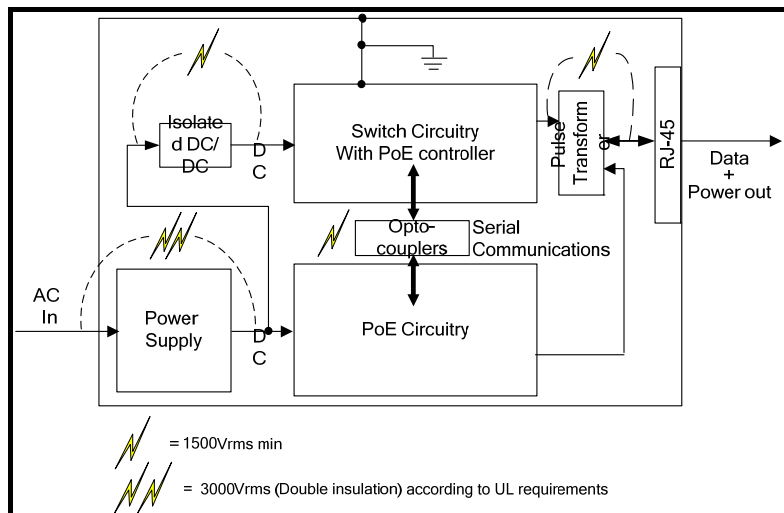 Isolate
d DC/
DC
D
C
Switch Circuitry
With PoE controller
Pulse
Transform
er
RJ-45
Data
+
Power out
Opto-
couplers
Serial
Communications
AC
In
Power
Supply
D
C
PoE Circuitry
= 1500Vrms min
= 3000Vrms (Double insulation) according to UL requirements